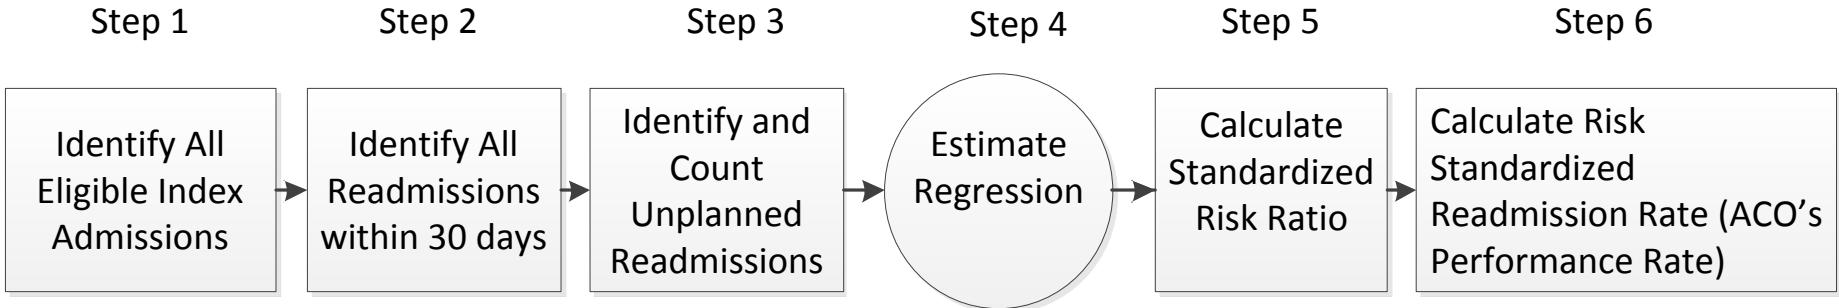 Step 1
Step 2
Step 3
Step 4
Step 5
Step 6
Identify All
Eligible Index
Admissions
Identify All
Readmissions
within 30 days
Identify and
Count
Unplanned
Readmissions
Estimate
Regression
Calculate
Standardized
Risk Ratio
Calculate Risk
Standardized
Readmission Rate (ACO’s
Performance Rate)